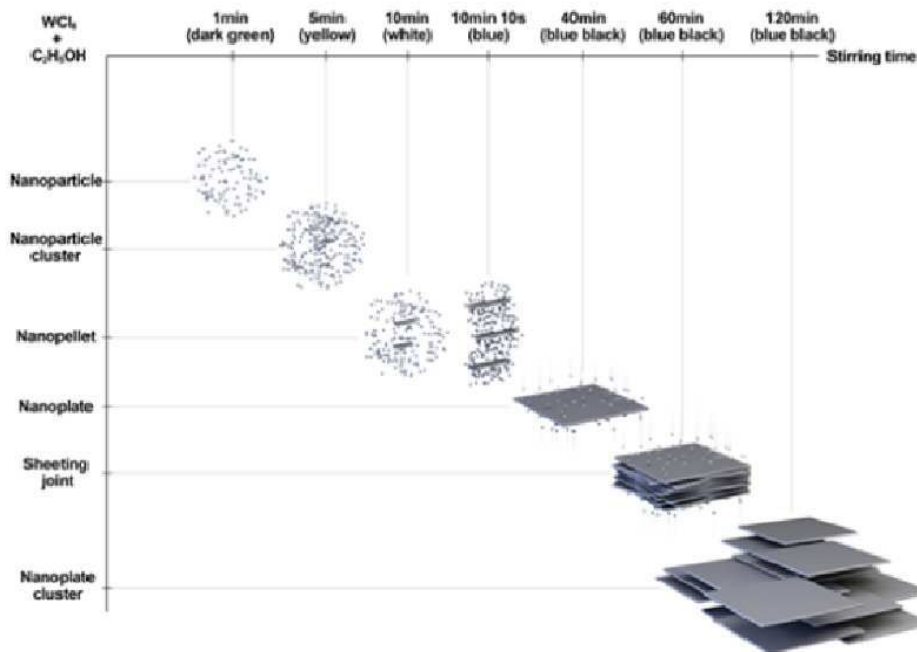 WCl₆
+
C₂H₅OH
1min
(dark green)
5min
(yellow)
10min
(white)
10min 10s
(blue)
40min
(blue black)
60min
(blue black)
120min
(blue black)
Stirring time
Nanoparticle
Nanoparticle
cluster
Nanopellet
Nanoplate
Sheeting
joint
Nanoplate
cluster